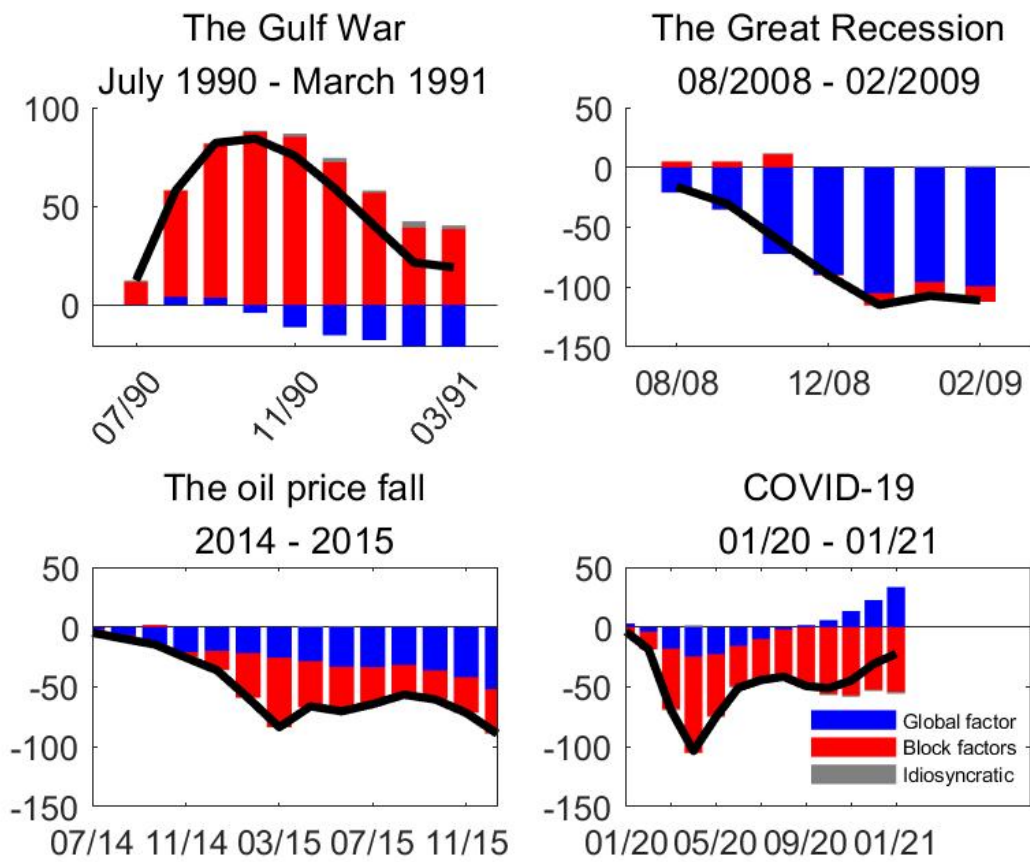 The Gulf War
July 1990 - March 1991
100
50
0
07/90
11/90
03/91
The Great Recession
08/2008 - 02/2009
50
0
-50
-100
-150
08/08
12/08
02/09
The oil price fall
2014 - 2015
50
0
-50
-100
-150
07/14 11/14 03/15 07/15 11/15
COVID-19
01/20 - 01/21
50
0
-50
-100
-150
Global factor
Block factors
Idiosyncratic
01/20 05/20 09/20 01/21